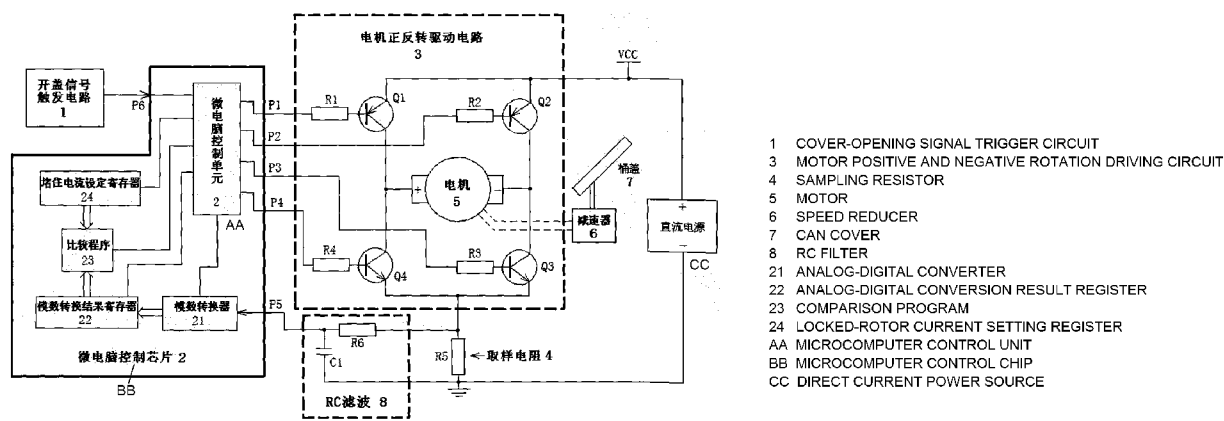 电机正反转驱动电路
3
VCC
开盖信号
触发电路
1
P6
微电脑控制单元
2
AA
P1
P2
P3
P4
R1
Q1
R2
Q2
+
电机
5
-
桶盖
7
减速器
6
+
直流电源
-
CC
堵住电流设定寄存器
24
比较程序
23
模数转换结果寄存器
22
模数转换器
21
P5
R4
Q4
R3
Q3
R6
C1
R5
取样电阻 4
RC滤波 8
微电脑控制芯片 2
BB
1 COVER-OPENING SIGNAL TRIGGER CIRCUIT
3 MOTOR POSITIVE AND NEGATIVE ROTATION DRIVING CIRCUIT
4 SAMPLING RESISTOR
5 MOTOR
6 SPEED REDUCER
7 CAN COVER
8 RC FILTER
21 ANALOG-DIGITAL CONVERTER
22 ANALOG-DIGITAL CONVERSION RESULT REGISTER
23 COMPARISON PROGRAM
24 LOCKED-ROTOR CURRENT SETTING REGISTER
AA MICROCOMPUTER CONTROL UNIT
BB MICROCOMPUTER CONTROL CHIP
CC DIRECT CURRENT POWER SOURCE